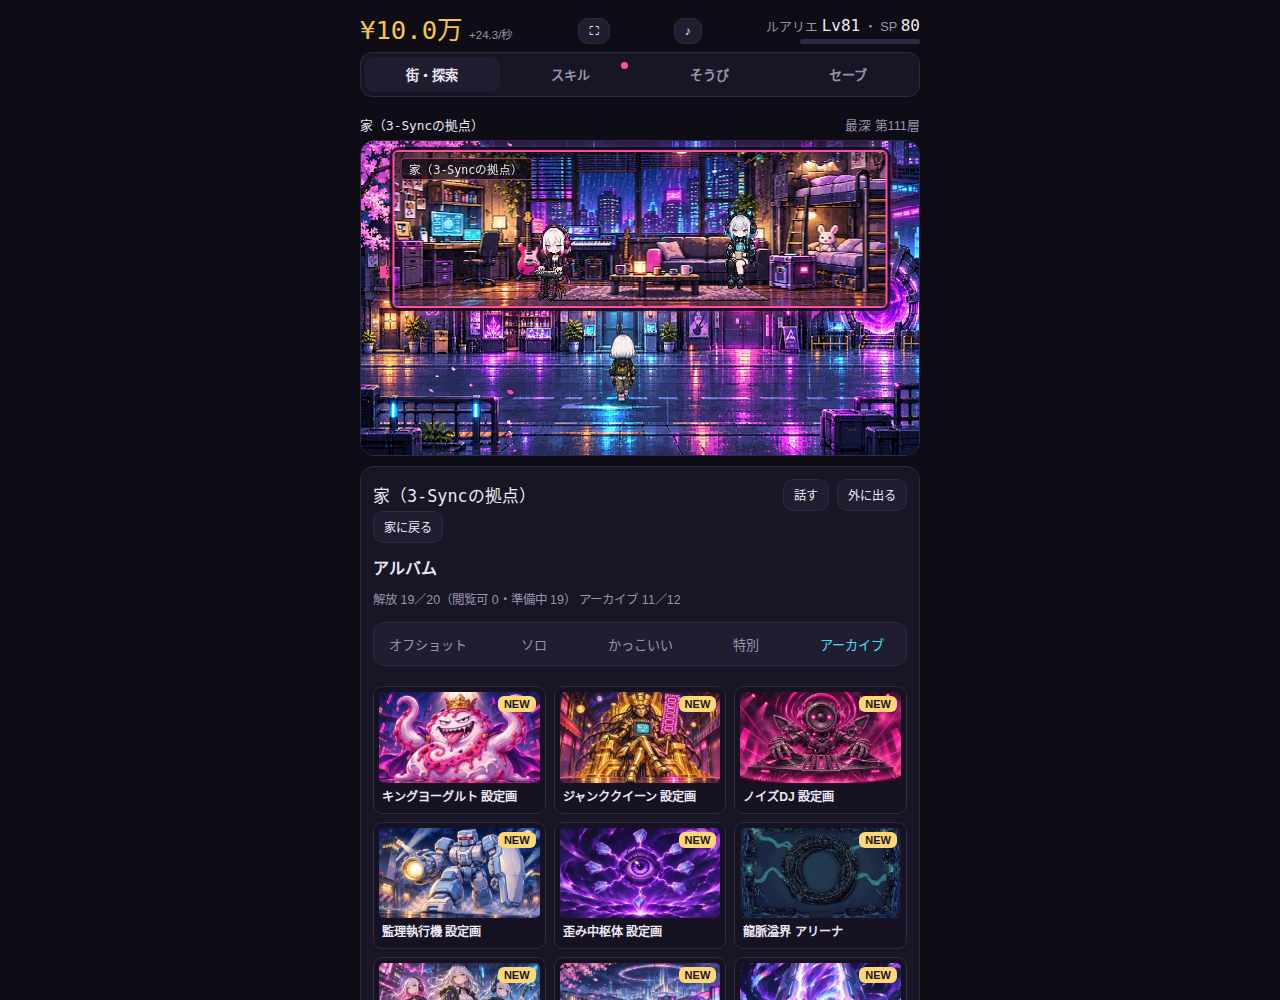 ¥10.0万 +24.3/秒 ⛶ ♪ ルアリエ Lv81 ・ SP 80
街・探索 スキル そうび セーブ
家（3-Syncの拠点） 最深 第111層
家（3-Syncの拠点）
家（3-Syncの拠点） 話す 外に出る
家に戻る
アルバム
解放 19／20（閲覧可 0・準備中 19） アーカイブ 11／12
オフショット ソロ かっこいい 特別 アーカイブ
NEW NEW NEW
キングヨーグルト 設定画 ジャンククイーン 設定画 ノイズDJ 設定画
NEW NEW NEW
監理執行機 設定画 歪み中枢体 設定画 龍脈溢界 アリーナ
NEW NEW NEW